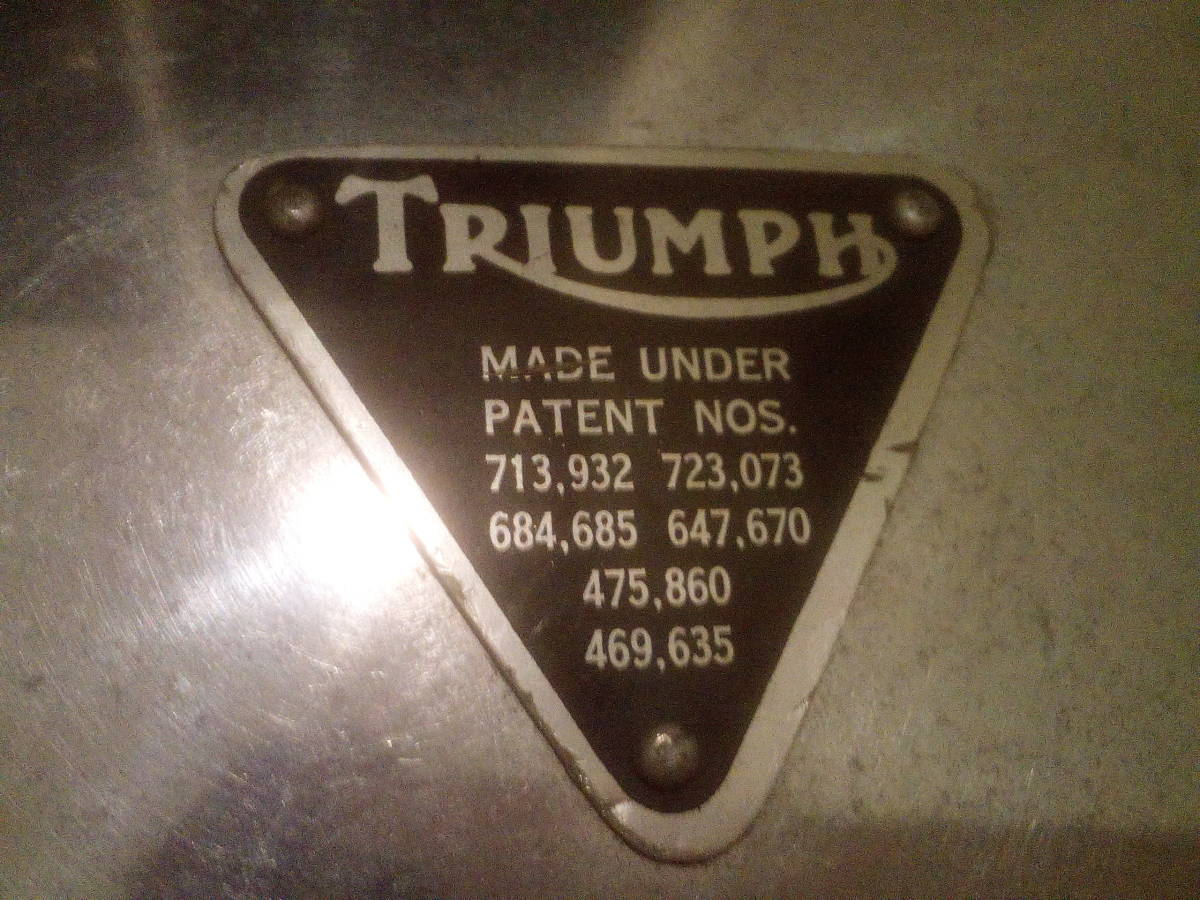 TRIUMPH
MADE UNDER
PATENT NOS.
713,932 723,073
684,685 647,670
475,860
469,635